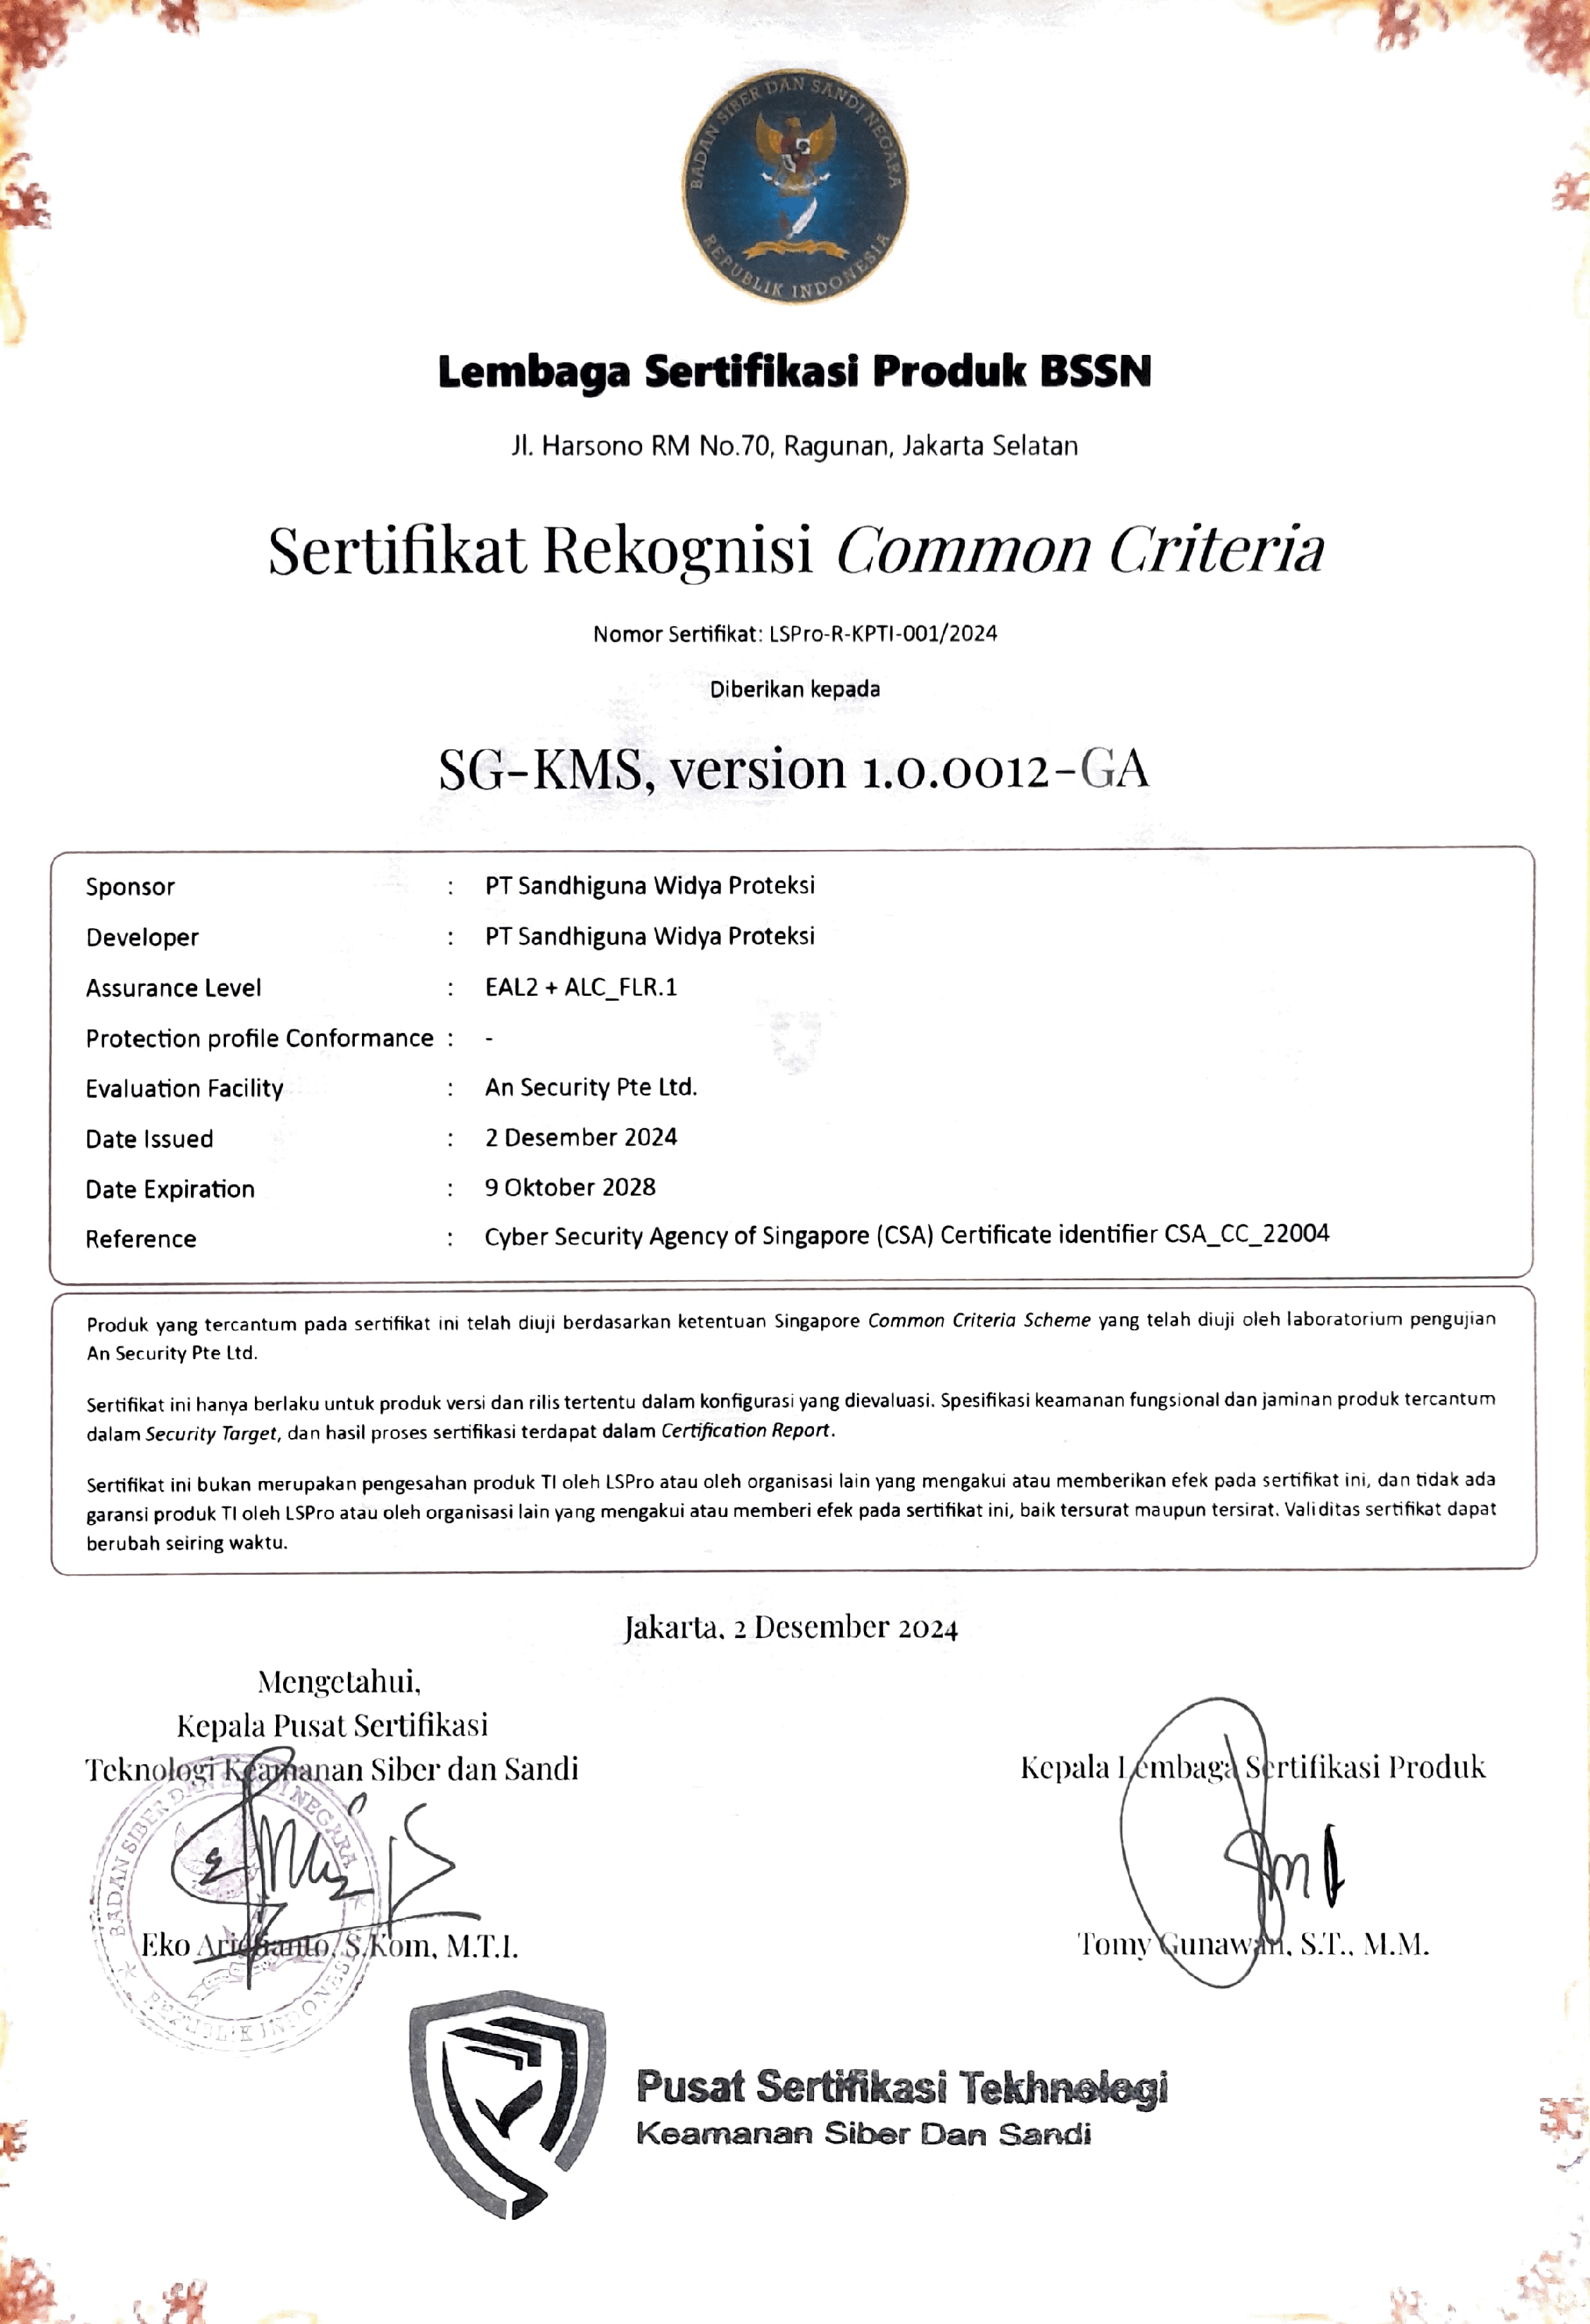 BADAN SIBER DAN SANDI NEGARA
REPUBLIK INDONESIA
Lembaga Sertifikasi Produk BSSN
Jl. Harsono RM No.70, Ragunan, Jakarta Selatan
Sertifikat Rekognisi Common Criteria
Nomor Sertifikat: LSPro-R-KPTI-001/2024
Diberikan kepada
SG-KMS, version 1.0.0012-GA
Sponsor : PT Sandhiguna Widya Proteksi
Developer : PT Sandhiguna Widya Proteksi
Assurance Level : EAL2 + ALC_FLR.1
Protection profile Conformance : -
Evaluation Facility : An Security Pte Ltd.
Date Issued : 2 Desember 2024
Date Expiration : 9 Oktober 2028
Reference : Cyber Security Agency of Singapore (CSA) Certificate identifier CSA_CC_22004
Produk yang tercantum pada sertifikat ini telah diuji berdasarkan ketentuan Singapore Common Criteria Scheme yang telah diuji oleh laboratorium pengujian
An Security Pte Ltd.
Sertifikat ini hanya berlaku untuk produk versi dan rilis tertentu dalam konfigurasi yang dievaluasi. Spesifikasi keamanan fungsional dan jaminan produk tercantum
dalam Security Target, dan hasil proses sertifikasi terdapat dalam Certification Report.
Sertifikat ini bukan merupakan pengesahan produk TI oleh LSPro atau oleh organisasi lain yang mengakui atau memberikan efek pada sertifikat ini, dan tidak ada
garansi produk TI oleh LSPro atau oleh organisasi lain yang mengakui atau memberi efek pada sertifikat ini, baik tersurat maupun tersirat. Validitas sertifikat dapat
berubah seiring waktu.
Jakarta, 2 Desember 2024
Mengetahui,
Kepala Pusat Sertifikasi
Teknologi Keamanan Siber dan Sandi
Kepala Lembaga Sertifikasi Produk
BADAN SIBER DAN SANDI NEGARA
REPUBLIK INDONESIA
Eko S.Kom, M.T.I.
Tomy Gunawan, S.T., M.M.
Pusat Sertifikasi Tekhnologi
Keamanan Siber Dan Sandi